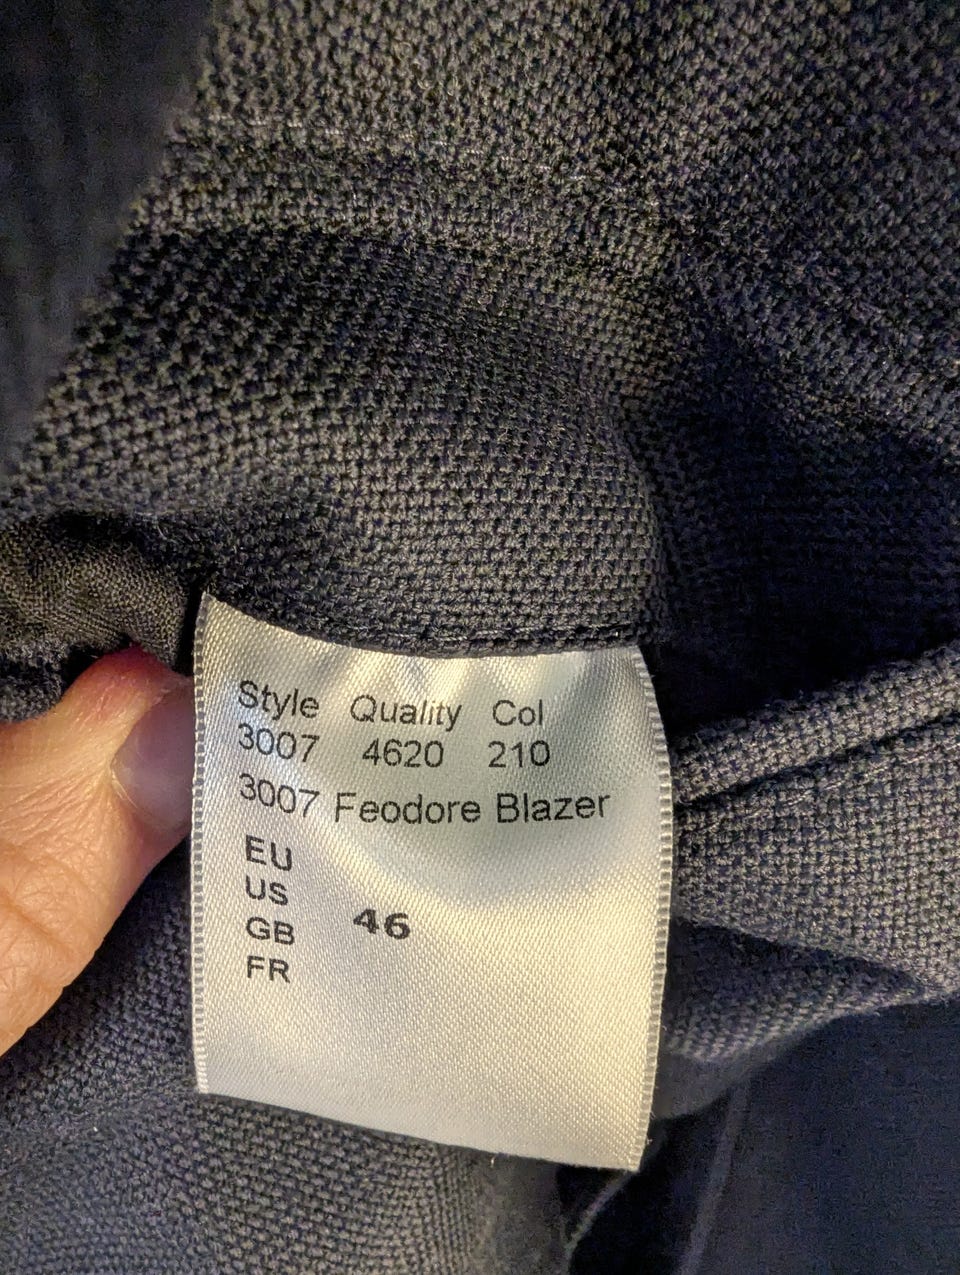 Style Quality Col
3007 4620 210
3007 Feodore Blazer
EU
US
GB 46
FR